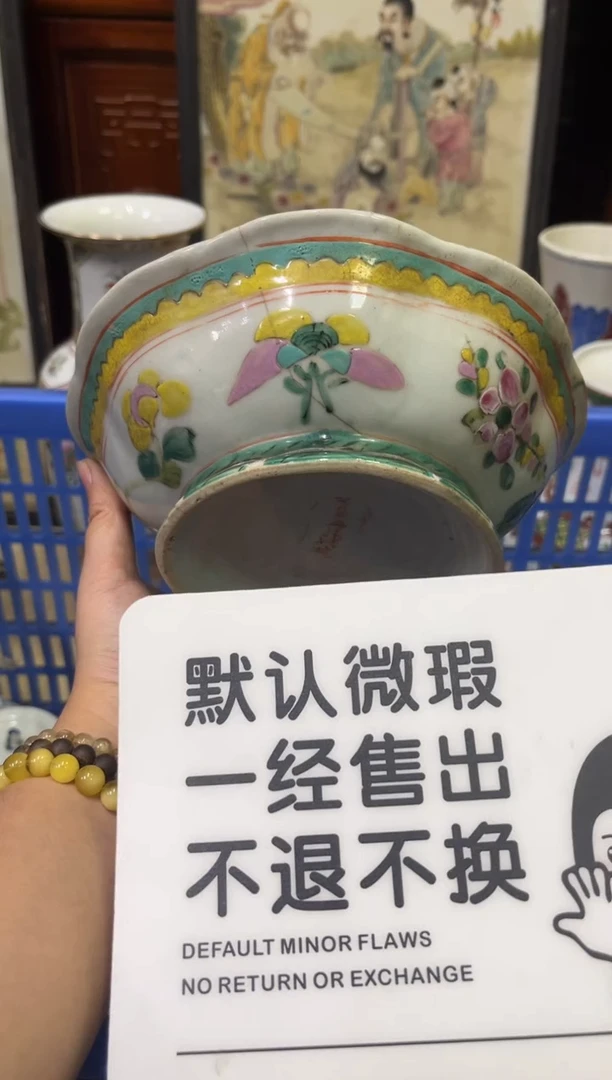 默认微瑕
一经售出
不退不换
DEFAULT MINOR FLAWS
NO RETURN OR EXCHANGE